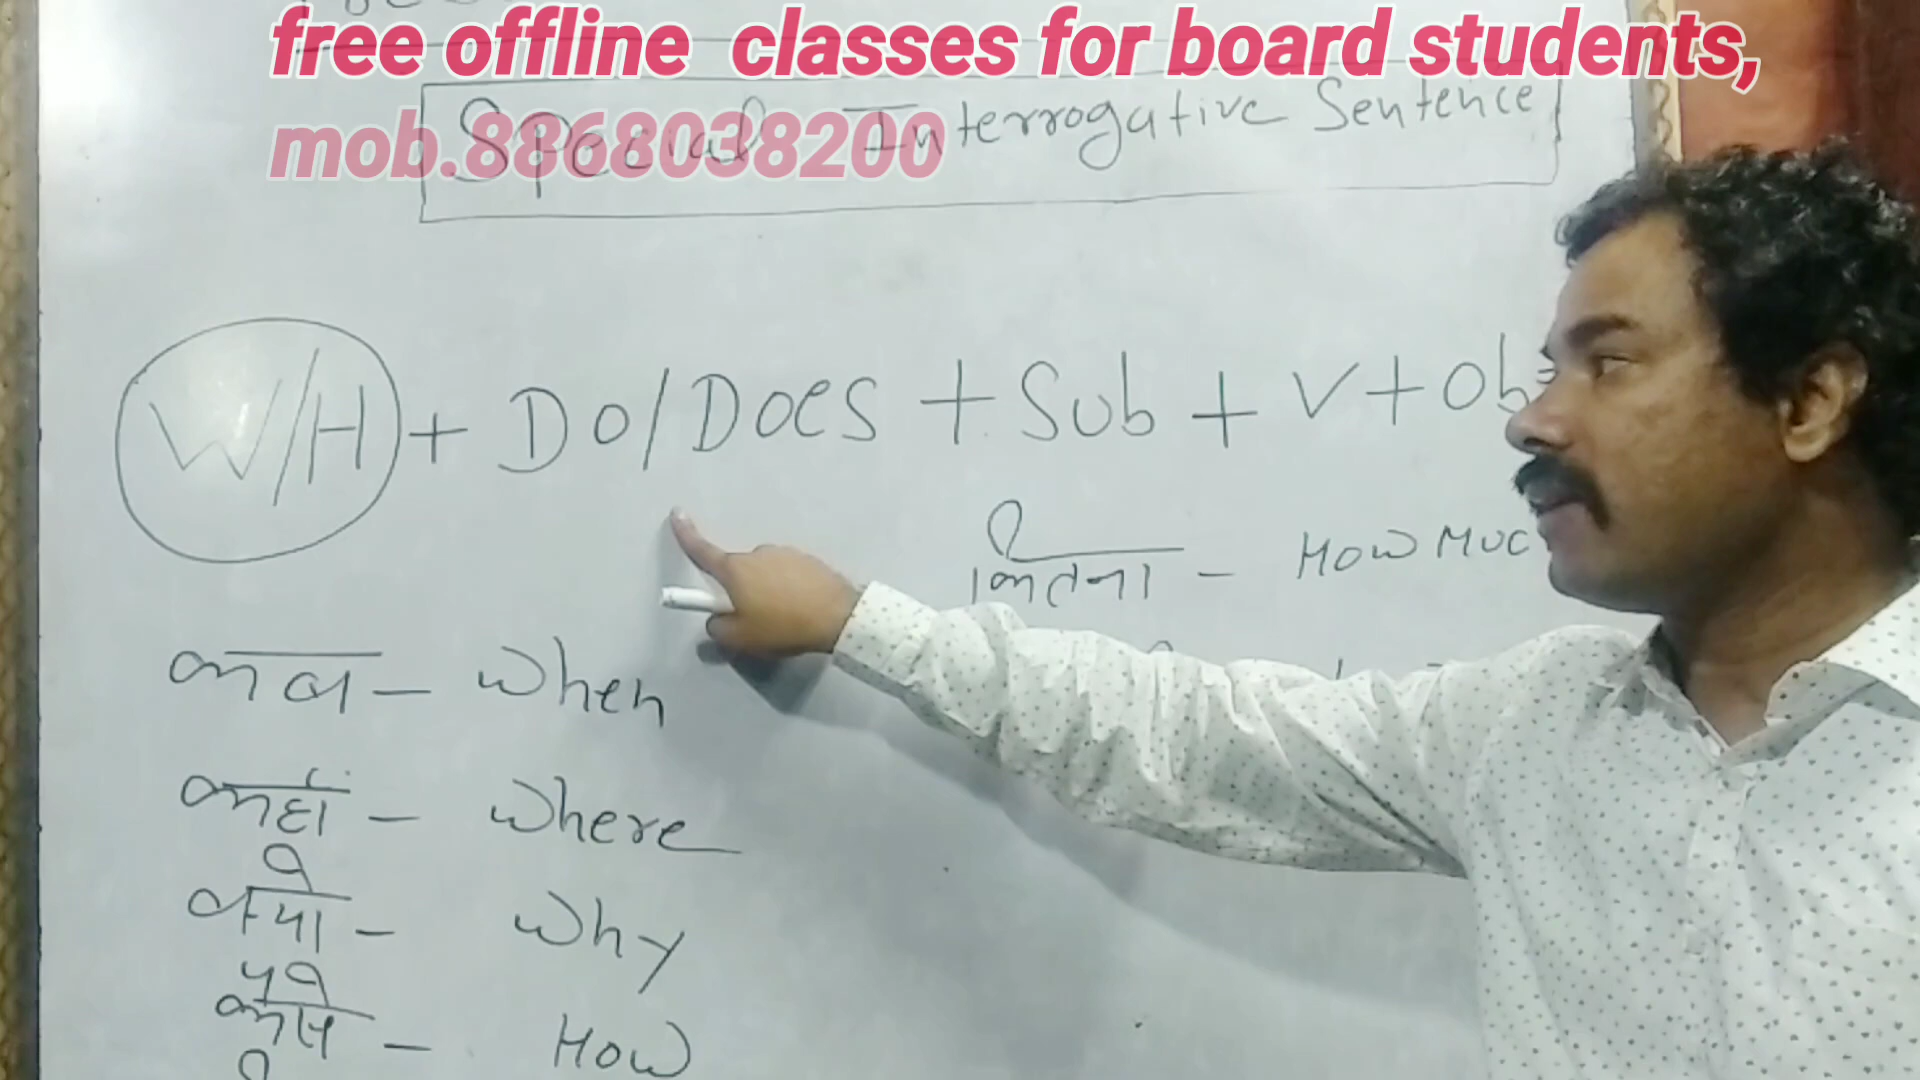 free offline classes for board students,
mob.8868038200
Special Interrogative Sentence
W/H + Do/Does + Sub + V + Ob
कितना - How Muc
कब - When
कहाँ - Where
क्यो - Why
कैसे - How